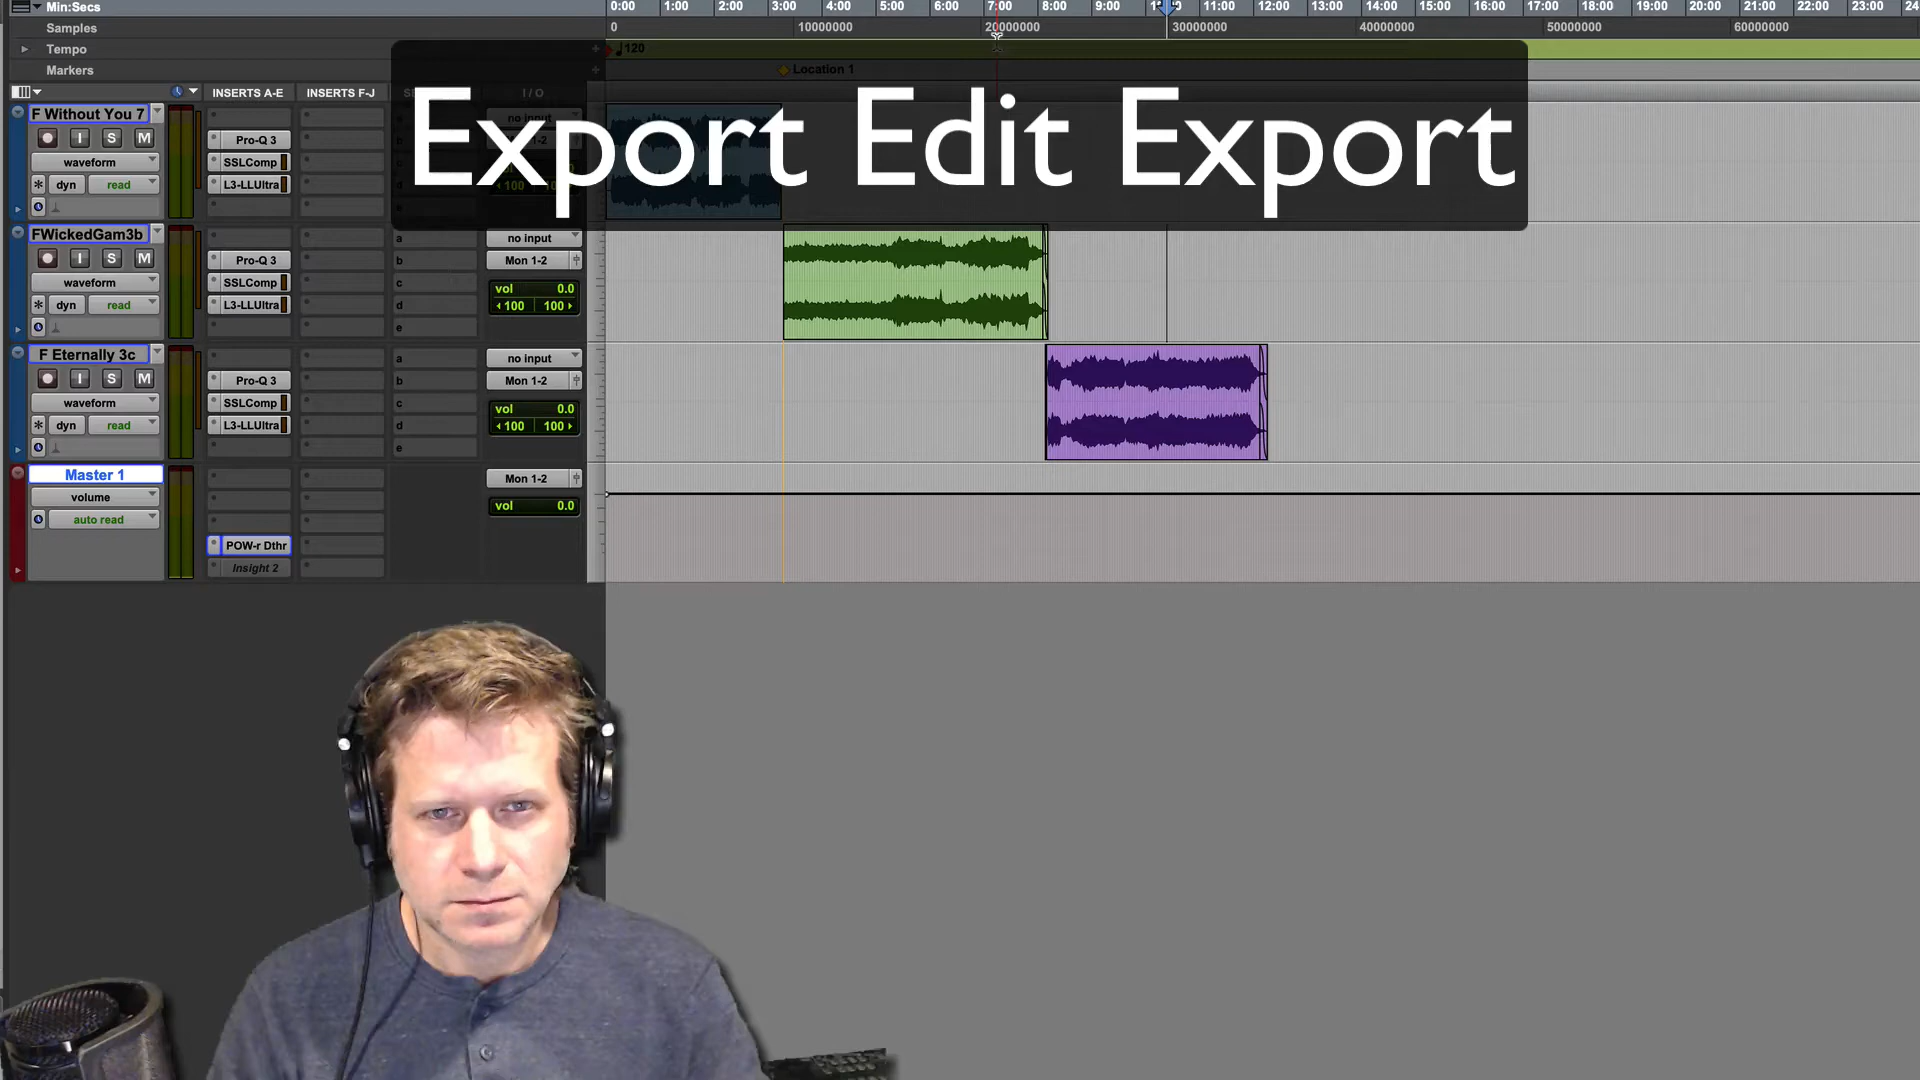 Min:Secs 0:00 1:00 2:00 3:00 4:00 5:00 6:00 7:00 8:00 9:00 11:00 12:00 13:00 14:00 15:00 16:00 17:00 18:00 19:00 20:00 21:00 22:00 23:00 24
Samples 0 10000000 20000000 30000000 40000000 50000000 60000000
Tempo 120
Markers Location 1
INSERTS A-E INSERTS F-J I / O
Export Edit Export
F Without You 7 no input
I S M Pro-Q 3
waveform SSLComp
dyn read L3-LLUltra 100
FWickedGam3b a no input
I S M Pro-Q 3 b Mon 1-2
waveform SSLComp c vol 0.0
dyn read L3-LLUltra d 100 100
e
F Eternally 3c a no input
I S M Pro-Q 3 b Mon 1-2
waveform SSLComp c vol 0.0
dyn read L3-LLUltra d 100 100
e
Master 1 Mon 1-2
volume vol 0.0
auto read
POW-r Dthr
Insight 2